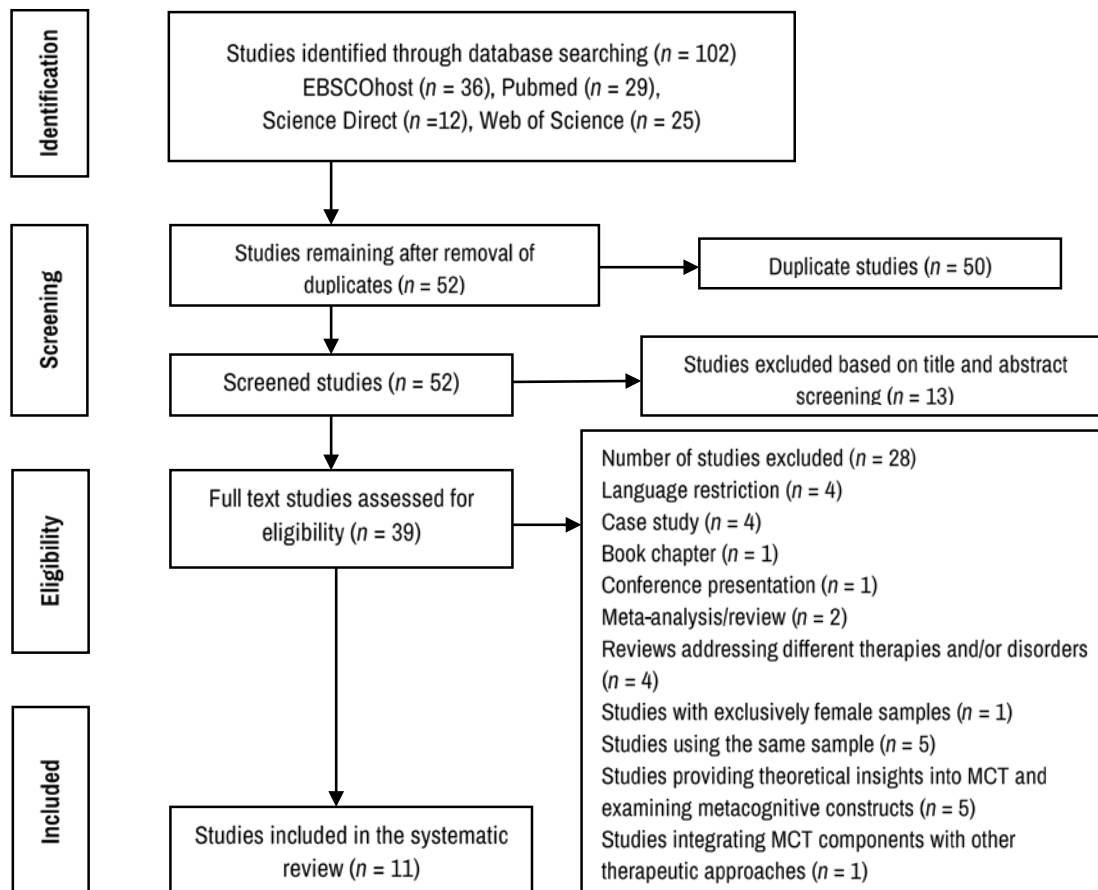 Identification
Studies identified through database searching (n = 102)
EBSCOhost (n = 36), Pubmed (n = 29),
Science Direct (n =12), Web of Science (n = 25)
Screening
Studies remaining after removal of
duplicates (n = 52)
Duplicate studies (n = 50)
Screened studies (n = 52)
Studies excluded based on title and abstract
screening (n = 13)
Eligibility
Full text studies assessed for
eligibility (n = 39)
Number of studies excluded (n = 28)
Language restriction (n = 4)
Case study (n = 4)
Book chapter (n = 1)
Conference presentation (n = 1)
Meta-analysis/review (n = 2)
Reviews addressing different therapies and/or disorders
(n = 4)
Studies with exclusively female samples (n = 1)
Studies using the same sample (n = 5)
Studies providing theoretical insights into MCT and
examining metacognitive constructs (n = 5)
Studies integrating MCT components with other
therapeutic approaches (n = 1)
Included
Studies included in the systematic
review (n = 11)